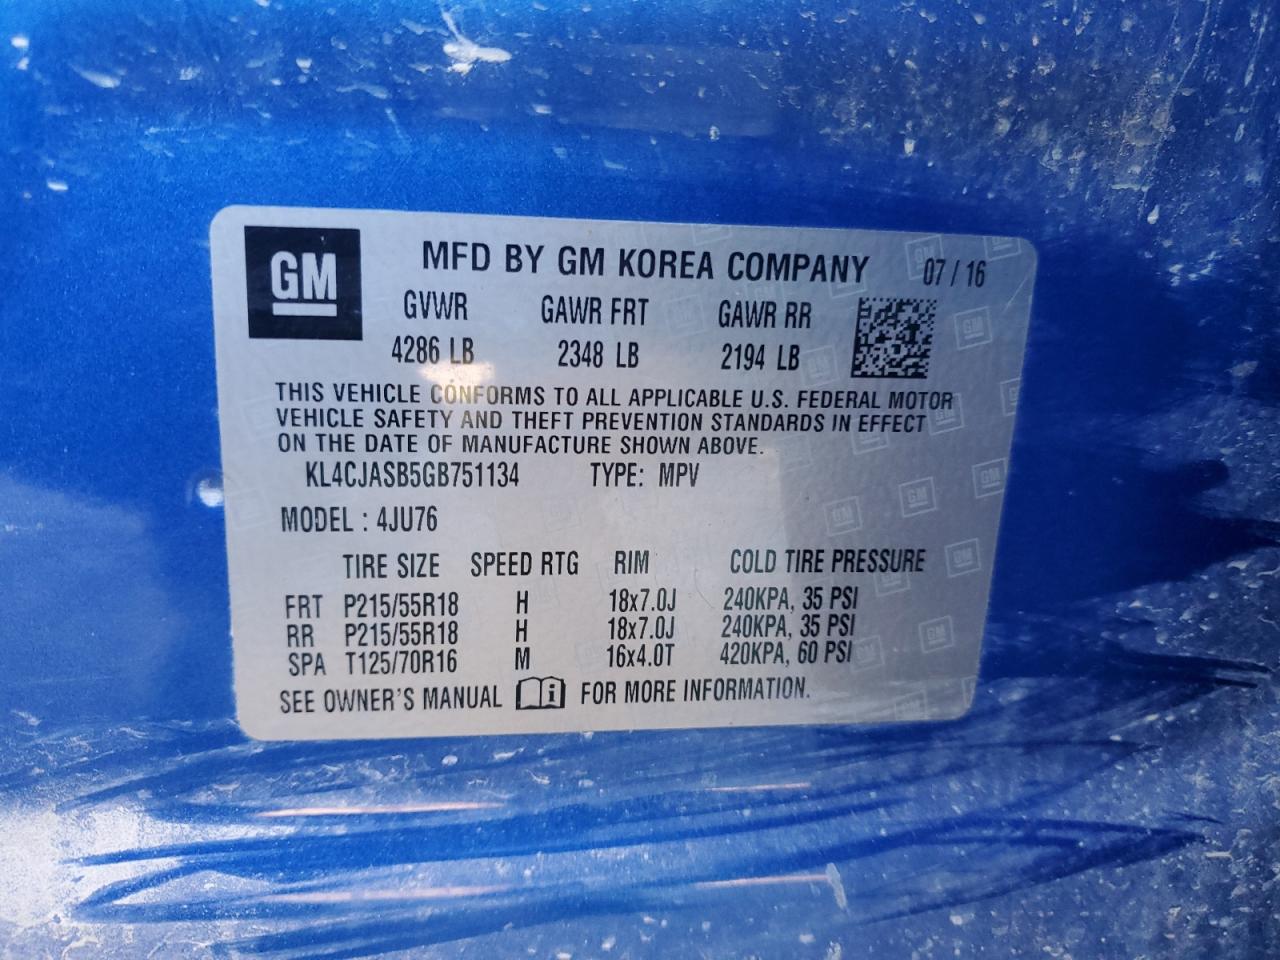 GM
MFD BY GM KOREA COMPANY 07 / 16
GVWR GAWR FRT GAWR RR
4286 LB 2348 LB 2194 LB
THIS VEHICLE CONFORMS TO ALL APPLICABLE U.S. FEDERAL MOTOR
VEHICLE SAFETY AND THEFT PREVENTION STANDARDS IN EFFECT
ON THE DATE OF MANUFACTURE SHOWN ABOVE.
KL4CJASB5GB751134 TYPE: MPV
MODEL : 4JU76
TIRE SIZE SPEED RTG RIM COLD TIRE PRESSURE
FRT P215/55R18 H 18x7.0J 240KPA, 35 PSI
RR P215/55R18 H 18x7.0J 240KPA, 35 PSI
SPA T125/70R16 M 16x4.0T 420KPA, 60 PSI
SEE OWNER'S MANUAL i FOR MORE INFORMATION.